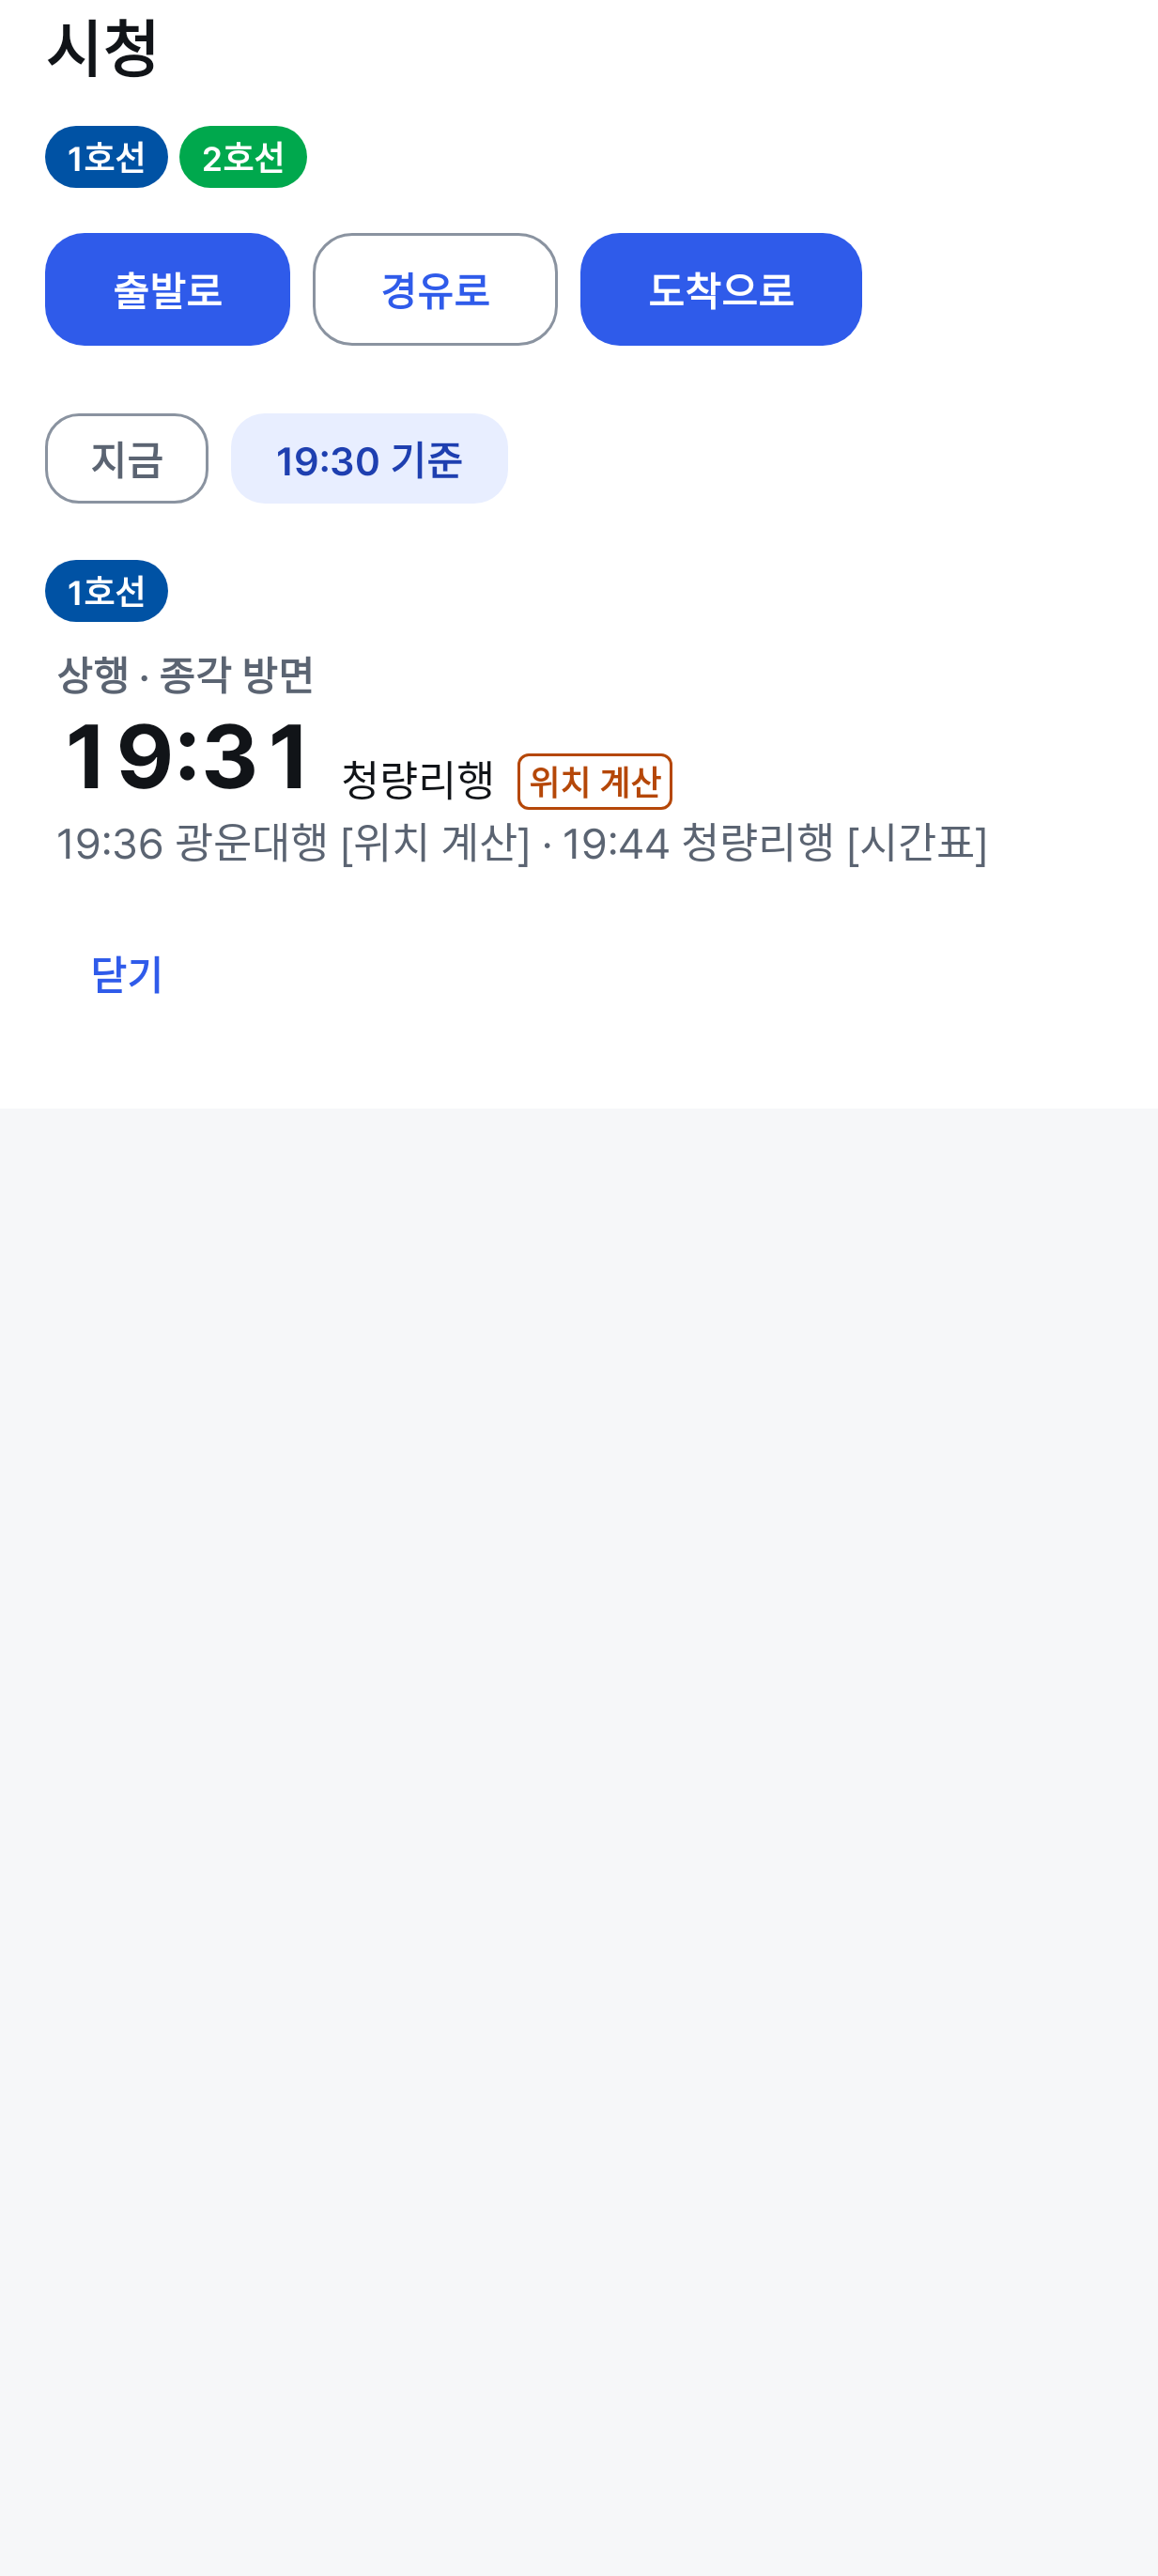 시청
1호선 2호선
출발로 경유로 도착으로
지금 19:30 기준
1호선
상행 · 종각 방면
19:31 청량리행 위치 계산
19:36 광운대행 [위치 계산] · 19:44 청량리행 [시간표]
닫기